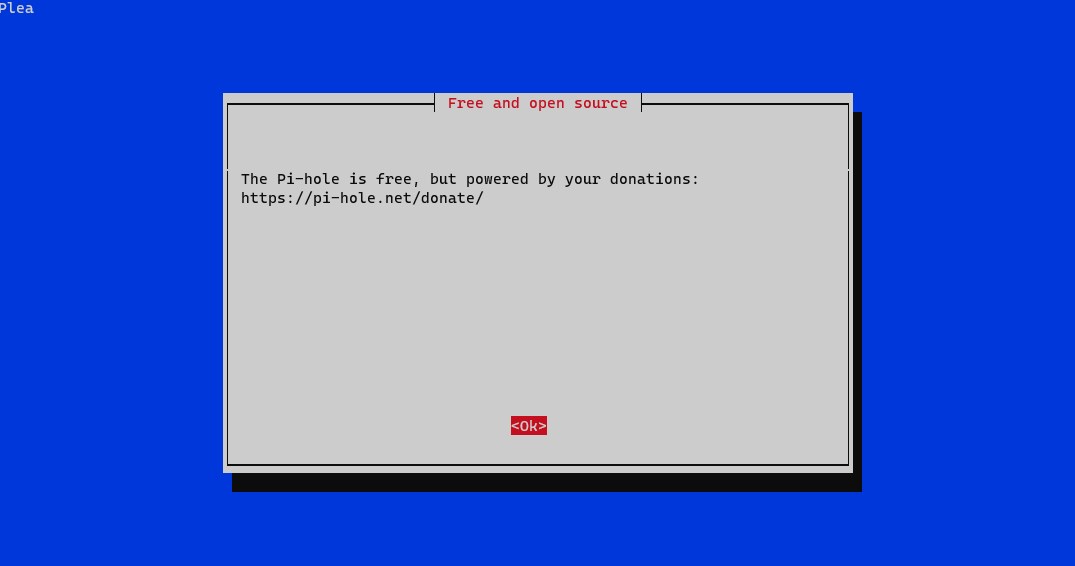 Plea
Free and open source
The Pi-hole is free, but powered by your donations:
https://pi-hole.net/donate/
<Ok>